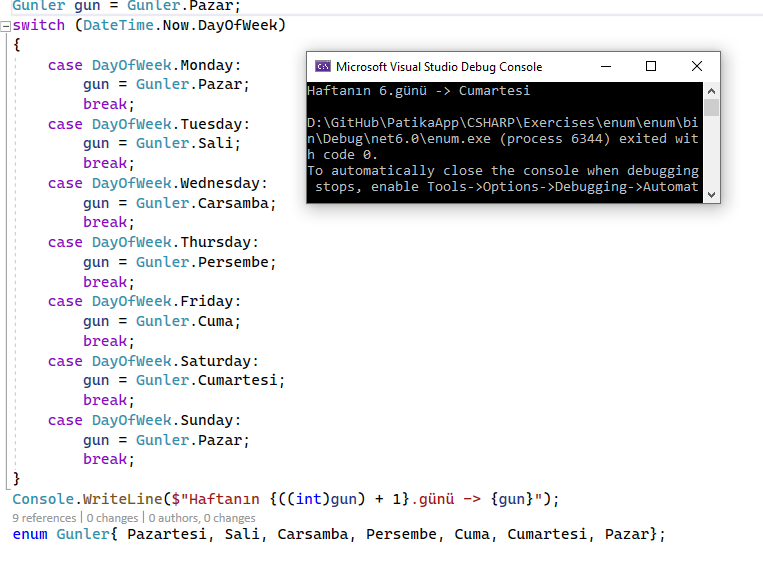 Gunler gun = Gunler.Pazar;
switch (DateTime.Now.DayOfWeek)
{
case DayOfWeek.Monday:
gun = Gunler.Pazar;
break;
case DayOfWeek.Tuesday:
gun = Gunler.Sali;
break;
case DayOfWeek.Wednesday:
gun = Gunler.Carsamba;
break;
case DayOfWeek.Thursday:
gun = Gunler.Persembe;
break;
case DayOfWeek.Friday:
gun = Gunler.Cuma;
break;
case DayOfWeek.Saturday:
gun = Gunler.Cumartesi;
break;
case DayOfWeek.Sunday:
gun = Gunler.Pazar;
break;
}
Console.WriteLine($"Haftanın {((int)gun) + 1}.günü -> {gun}");
9 references | 0 changes | 0 authors, 0 changes
enum Gunler{ Pazartesi, Sali, Carsamba, Persembe, Cuma, Cumartesi, Pazar};
Microsoft Visual Studio Debug Console
Haftanın 6.günü -> Cumartesi
D:\GitHub\PatikaApp\CSHARP\Exercises\enum\enum\bi
n\Debug\net6.0\enum.exe (process 6344) exited wit
h code 0.
To automatically close the console when debugging
stops, enable Tools->Options->Debugging->Automat